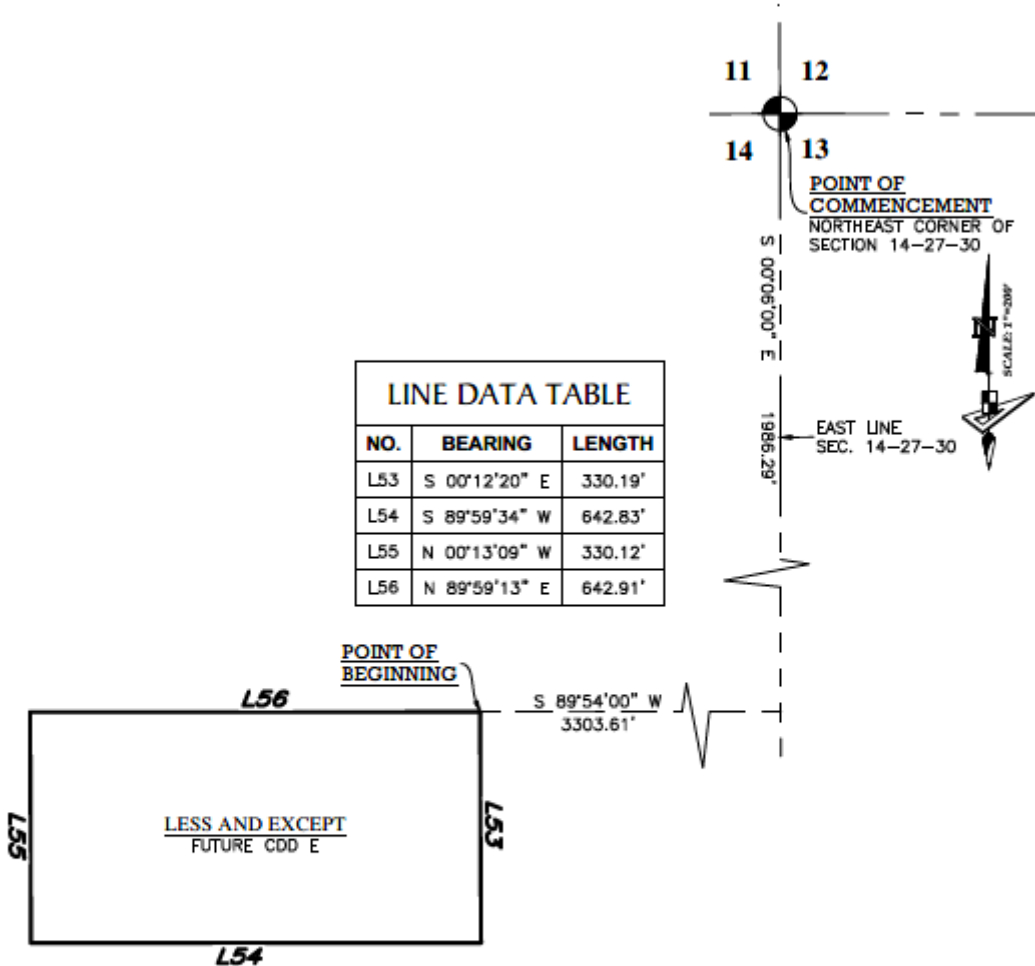 11 12
14 13
POINT OF
COMMENCEMENT
NORTHEAST CORNER OF
SECTION 14-27-30
S 00°06'00" E 1986.29'
N
SCALE: 1"=200'
EAST LINE
SEC. 14-27-30
LINE DATA TABLE
NO. BEARING LENGTH
L53 S 00°12'20" E 330.19'
L54 S 89°59'34" W 642.83'
L55 N 00°13'09" W 330.12'
L56 N 89°59'13" E 642.91'
POINT OF
BEGINNING
S 89°54'00" W
3303.61'
L56
L55
LESS AND EXCEPT
FUTURE CDD E
L53
L54